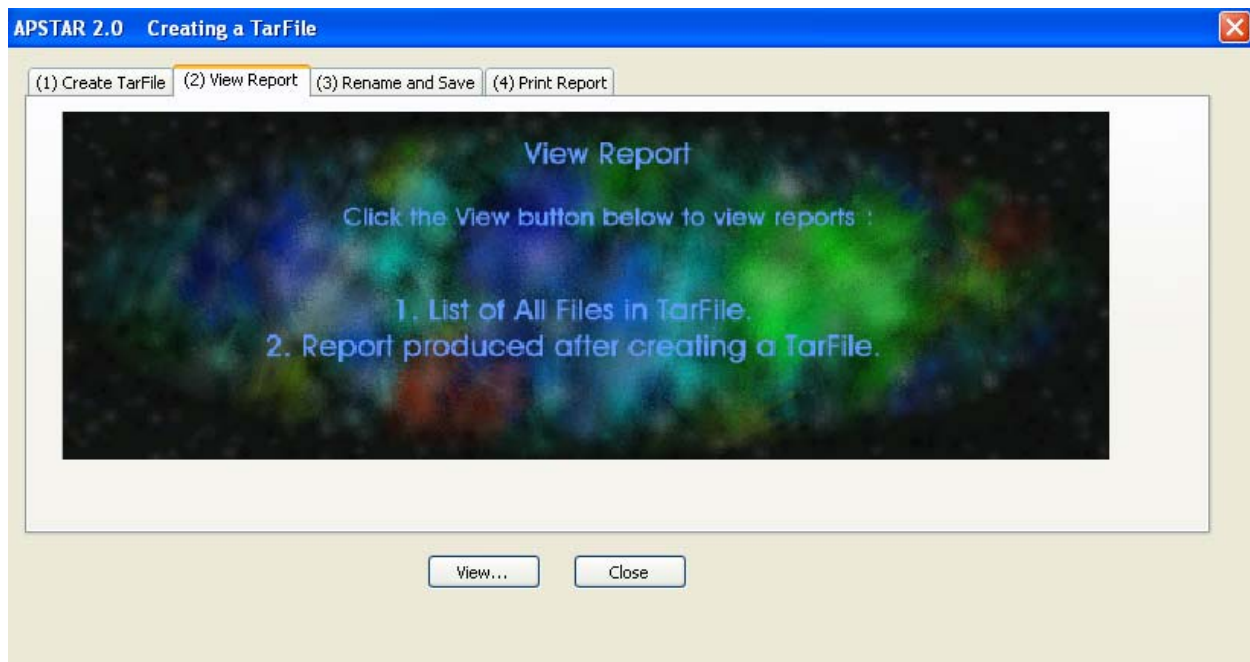 APSTAR 2.0 Creating a TarFile
(1) Create TarFile (2) View Report (3) Rename and Save (4) Print Report
View Report
Click the View button below to view reports :
1. List of All Files in TarFile.
2. Report produced after creating a TarFile.
View... Close